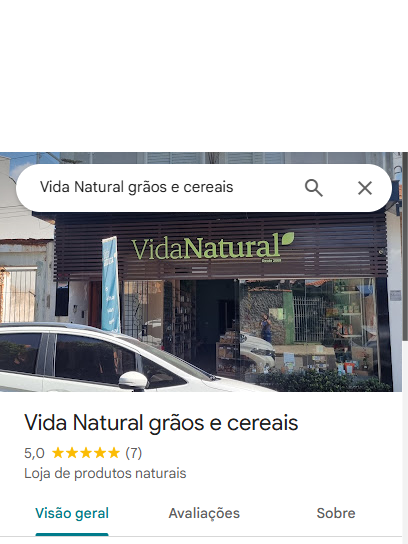 Vida Natural grãos e cereais
VidaNatural
Vida Natural grãos e cereais
5,0 (7)
Loja de produtos naturais
Visão geral Avaliações Sobre